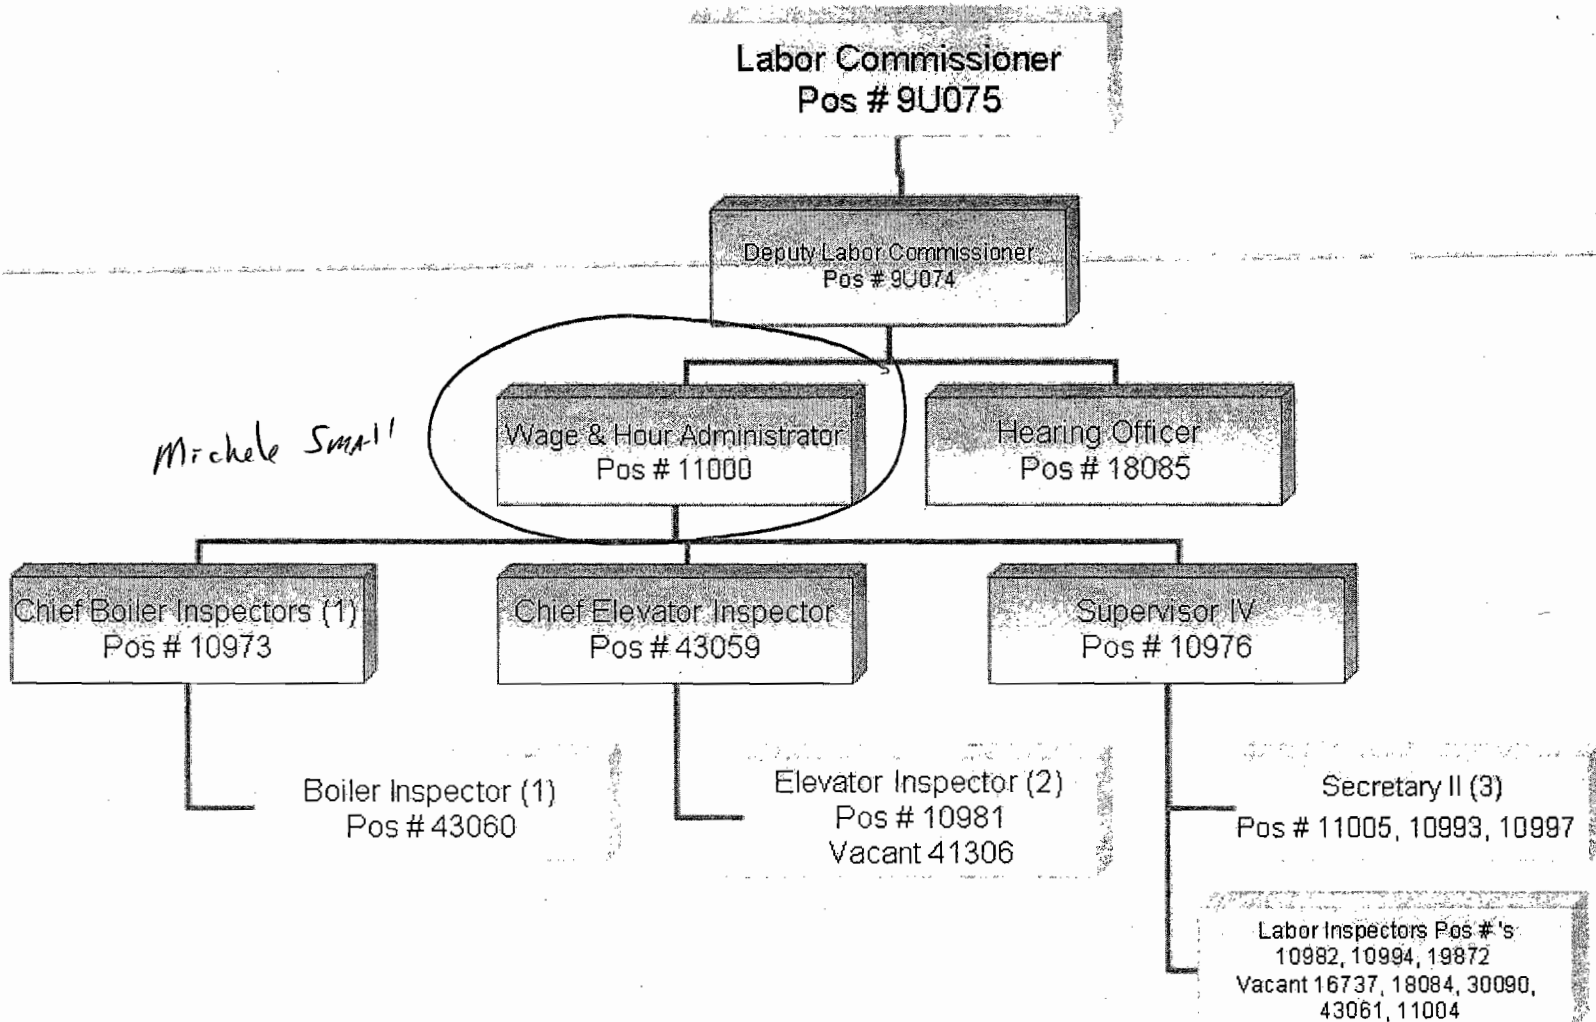 Labor Commissioner
Pos # 9U075
Deputy Labor Commissioner
Pos # 9U074
Michele Small
Wage & Hour Administrator
Pos # 11000
Hearing Officer
Pos # 18085
Chief Boiler Inspectors (1)
Pos # 10973
Chief Elevator Inspector
Pos # 43059
Supervisor IV
Pos # 10976
Boiler Inspector (1)
Pos # 43060
Elevator Inspector (2)
Pos # 10981
Vacant 41306
Secretary II (3)
Pos # 11005, 10993, 10997
Labor Inspectors Pos # 's
10982, 10994, 19872
Vacant 16737, 18084, 30090,
43061, 11004